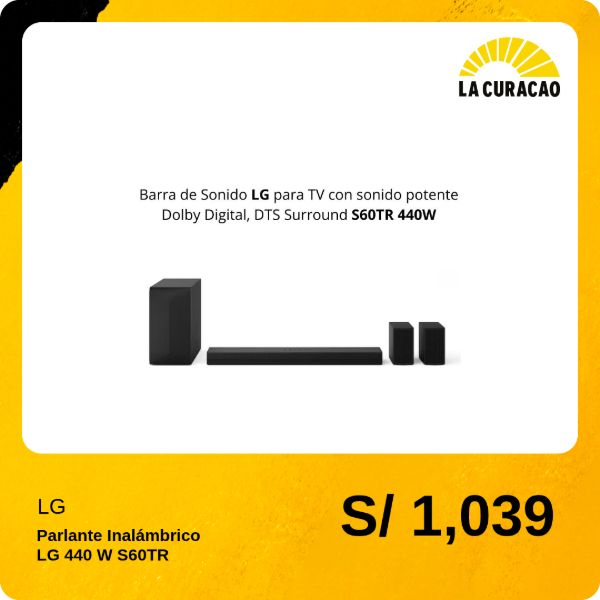 LA CURACAO
Barra de Sonido LG para TV con sonido potente
Dolby Digital, DTS Surround S60TR 440W
LG
Parlante Inalámbrico
LG 440 W S60TR
S/ 1,039